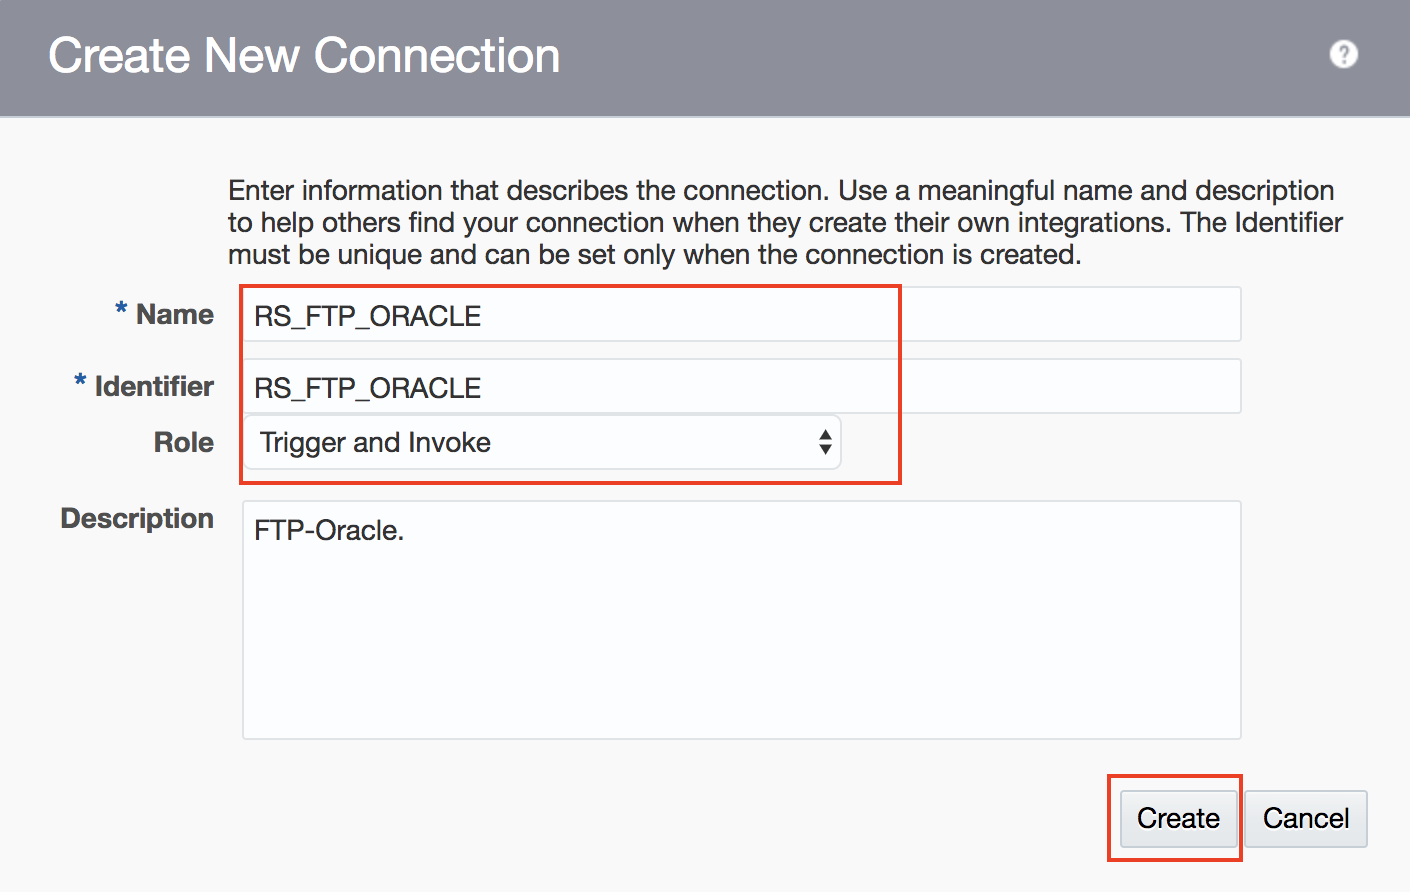 Create New Connection
?
Enter information that describes the connection. Use a meaningful name and description
to help others find your connection when they create their own integrations. The Identifier
must be unique and can be set only when the connection is created.
* Name RS_FTP_ORACLE
* Identifier RS_FTP_ORACLE
Role Trigger and Invoke
Description FTP-Oracle.
Create Cancel